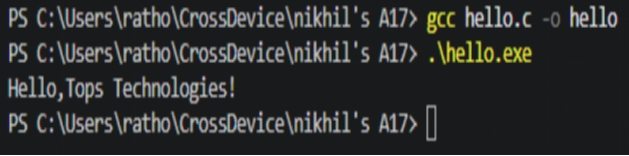 PS C:\Users\ratho\CrossDevice\nikhil's A17> gcc hello.c -o hello
PS C:\Users\ratho\CrossDevice\nikhil's A17> .\hello.exe
Hello,Tops Technologies!
PS C:\Users\ratho\CrossDevice\nikhil's A17>